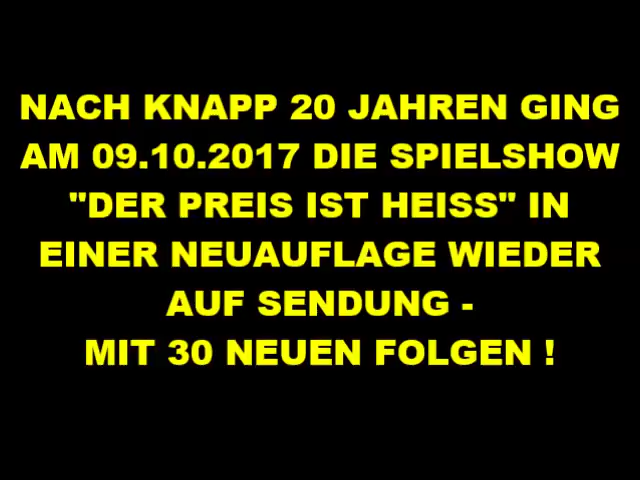 NACH KNAPP 20 JAHREN GING
AM 09.10.2017 DIE SPIELSHOW
"DER PREIS IST HEISS" IN
EINER NEUAUFLAGE WIEDER
AUF SENDUNG -
MIT 30 NEUEN FOLGEN !